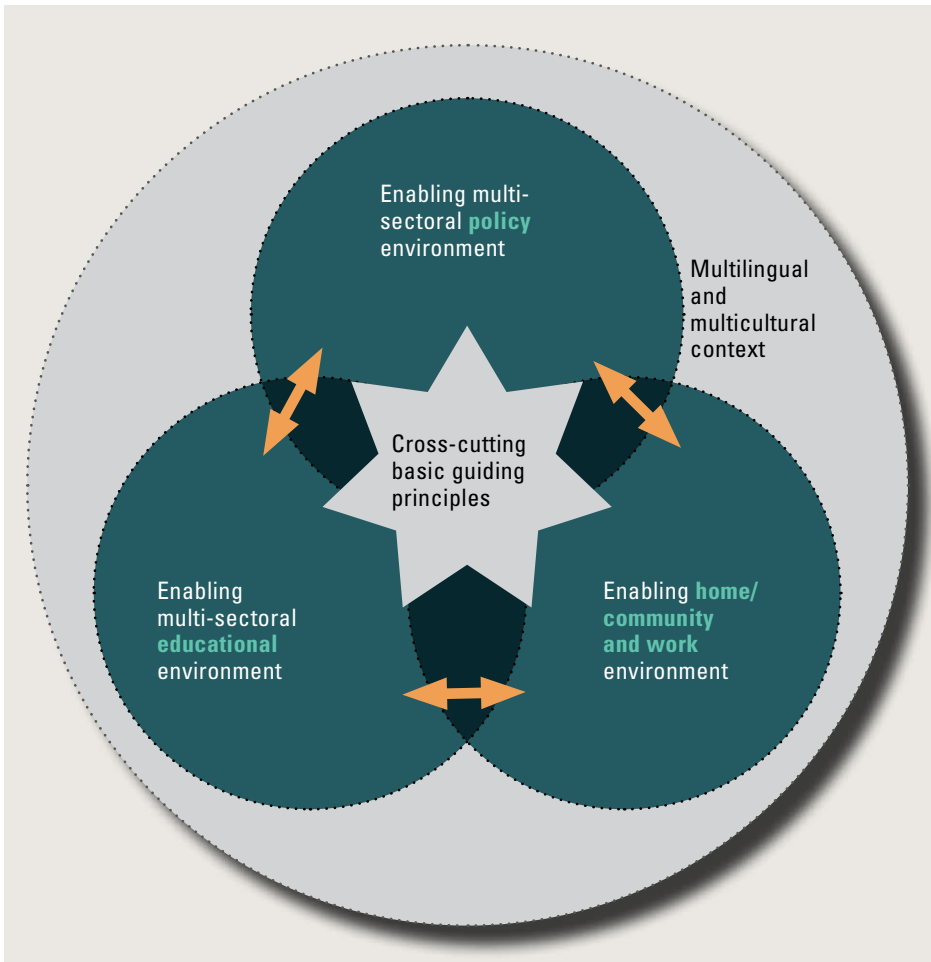 Enabling multi-
sectoral policy
environment
Multilingual
and
multicultural
context
Cross-cutting
basic guiding
principles
Enabling
multi-sectoral
educational
environment
Enabling home/
community
and work
environment